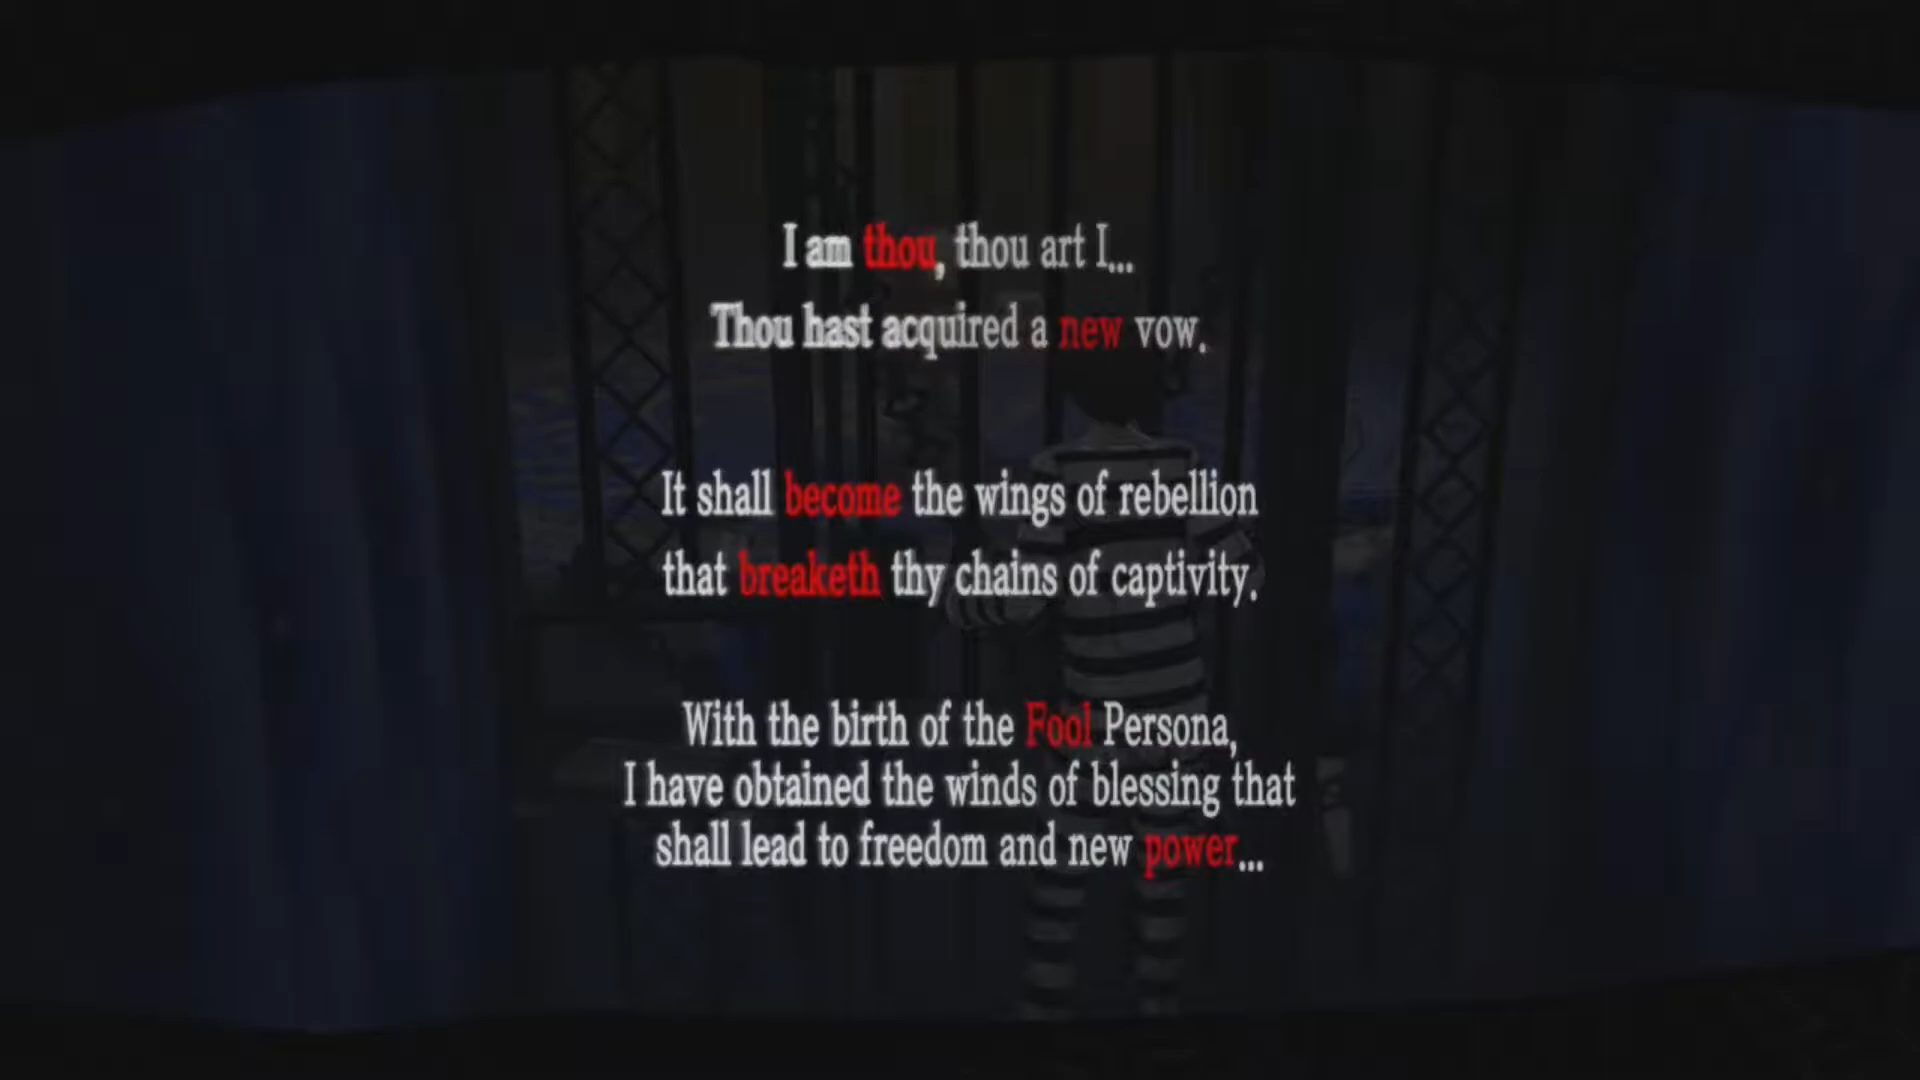 I am thou, thou art I...
Thou hast acquired a new vow.
It shall become the wings of rebellion
that breaketh thy chains of captivity.
With the birth of the Fool Persona,
I have obtained the winds of blessing that
shall lead to freedom and new power...